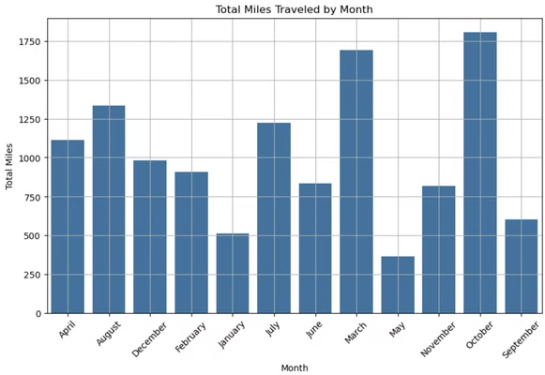 Total Miles Traveled by Month
Total Miles
1750
1500
1250
1000
750
500
250
0
April
August
December
February
January
July
June
March
May
November
October
September
Month